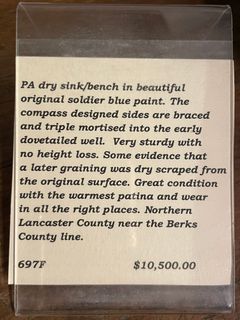 PA dry sink/bench in beautiful
original soldier blue paint. The
compass designed sides are braced
and triple mortised into the early
dovetailed well.  Very sturdy with
no height loss. Some evidence that
a later graining was dry scraped from
the original surface. Great condition
with the warmest patina and wear
in all the right places. Northern
Lancaster County near the Berks
County line.
697F $10,500.00